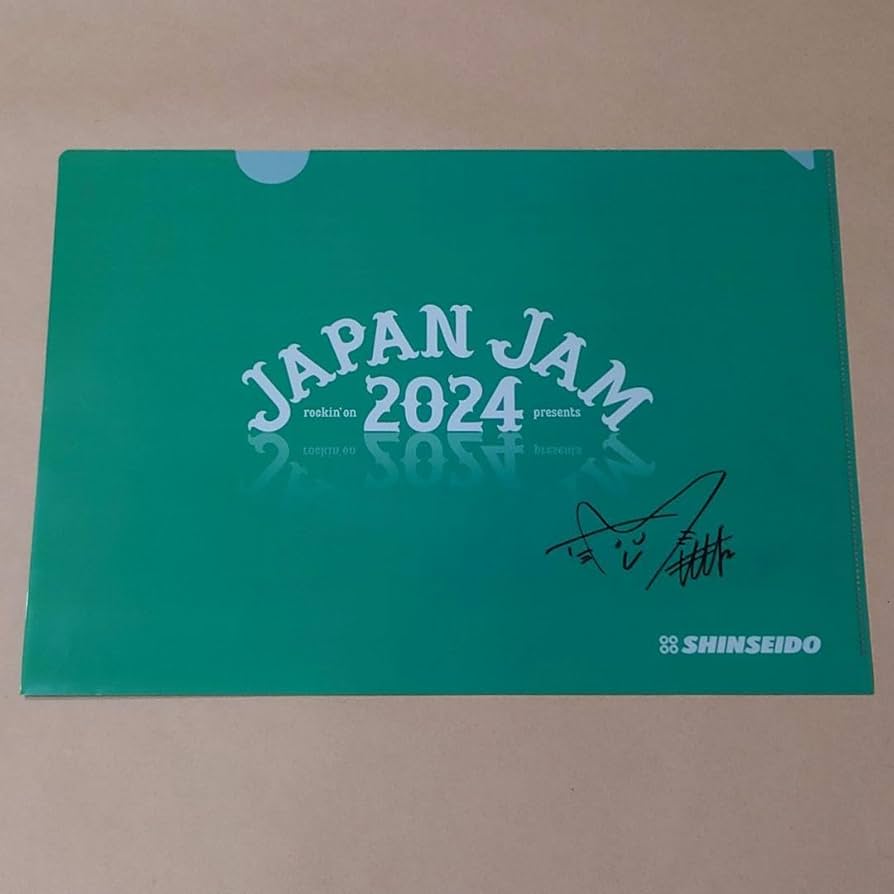 JAPAN JAM
rockin'on 2024 presents
SHINSEIDO